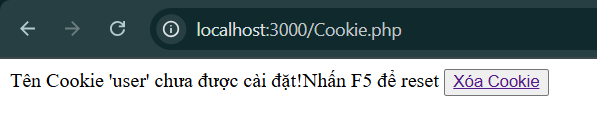 localhost:3000/Cookie.php
Tên Cookie 'user' chưa được cài đặt!Nhấn F5 để reset Xóa Cookie